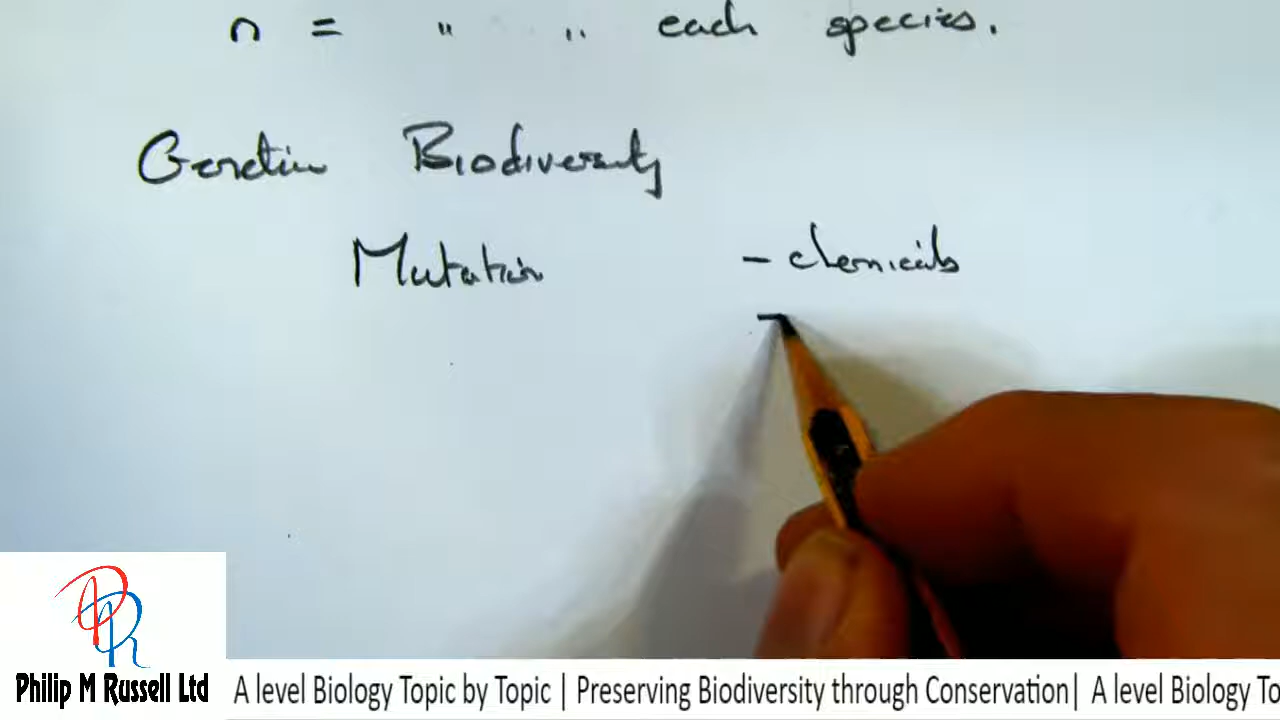 n = " " each species.
Genetic Biodiversity
Mutation - chemicals
-
Philip M Russell Ltd
A level Biology Topic by Topic | Preserving Biodiversity through Conservation| A level Biology To